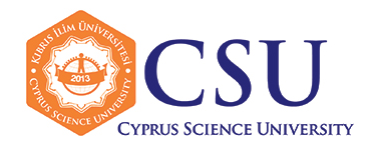 KIBRIS İLİM ÜNİVERSİTESİ
CYPRUS SCIENCE UNIVERSITY
2013
CSU
CYPRUS SCIENCE UNIVERSITY